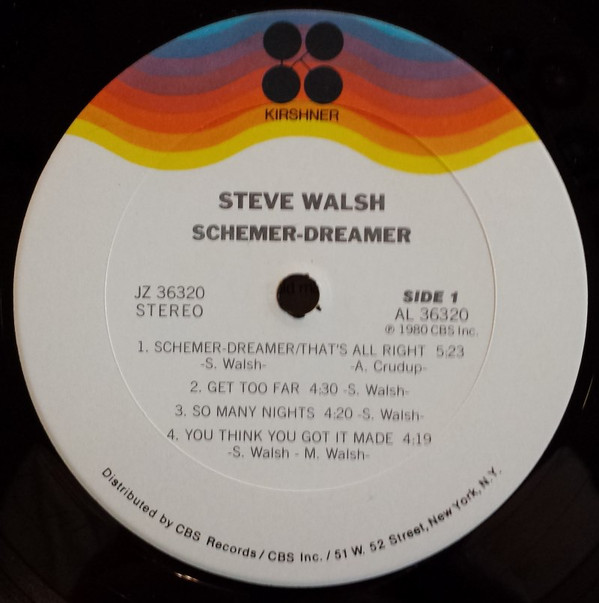 KIRSHNER
STEVE WALSH
SCHEMER-DREAMER
JZ 36320
STEREO
SIDE 1
AL 36320
℗ 1980 CBS Inc.
1. SCHEMER-DREAMER/THAT'S ALL RIGHT 5:23
-S. Walsh- -A. Crudup-
2. GET TOO FAR 4:30 -S. Walsh-
3. SO MANY NIGHTS 4:20 -S. Walsh-
4. YOU THINK YOU GOT IT MADE 4:19
-S. Walsh - M. Walsh-
Distributed by CBS Records / CBS Inc. / 51 W. 52 Street, New York, N.Y.